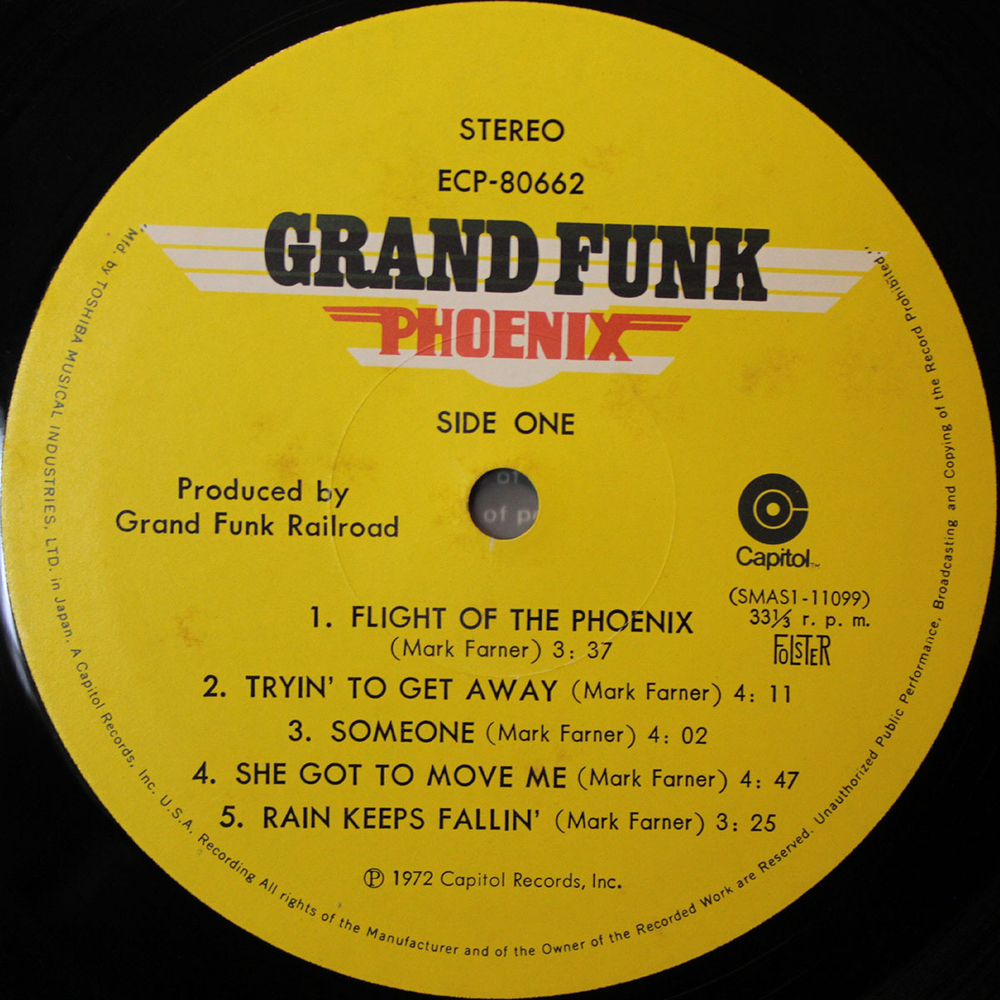 STEREO
ECP-80662
GRAND FUNK
PHOENIX
SIDE ONE
Produced by
Grand Funk Railroad
Capitol™
(SMAS1-11099)
33⅓ r. p. m.
FOLSTER
1. FLIGHT OF THE PHOENIX
(Mark Farner) 3: 37
2. TRYIN' TO GET AWAY (Mark Farner) 4: 11
3. SOMEONE (Mark Farner) 4: 02
4. SHE GOT TO MOVE ME (Mark Farner) 4: 47
5. RAIN KEEPS FALLIN' (Mark Farner) 3: 25
Ⓟ 1972 Capitol Records, Inc.
"Mfd. by TOSHIBA MUSICAL INDUSTRIES, LTD. in Japan, A Capitol Records, Inc. U.S.A. Recording All rights of the Manufacturer and of the Owner of the Recorded Work are Reserved. Unauthorized Public Performance, Broadcasting and Copying of the Record Prohibited."
of
of